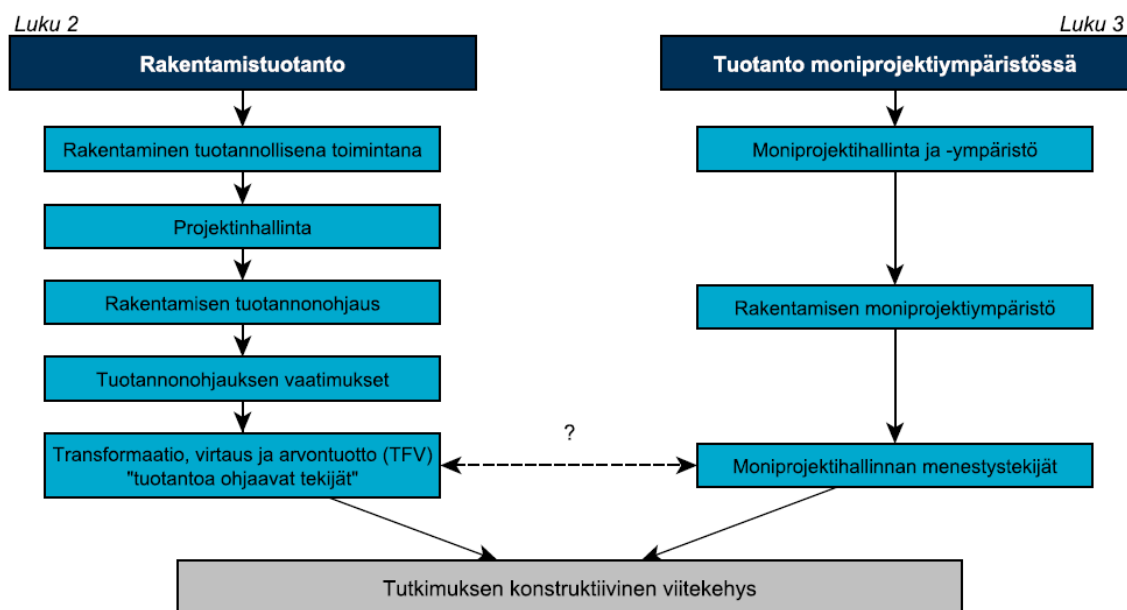 Luku 2
Rakentamistuotanto
Rakentaminen tuotannollisena toimintana
Projektinhallinta
Rakentamisen tuotannonohjaus
Tuotannonohjauksen vaatimukset
Transformaatio, virtaus ja arvontuotto (TFV)
"tuotantoa ohjaavat tekijät"
?
Luku 3
Tuotanto moniprojektiympäristössä
Moniprojektihallinta ja -ympäristö
Rakentamisen moniprojektiympäristö
Moniprojektihallinnan menestystekijät
Tutkimuksen konstruktiivinen viitekehys